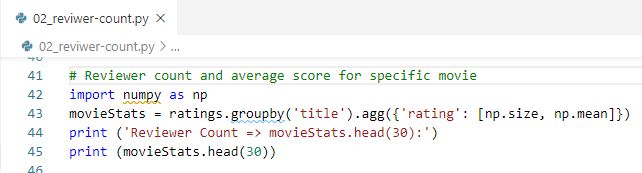 02_reviwer-count.py ×
02_reviwer-count.py > ...
41 # Reviewer count and average score for specific movie
42 import numpy as np
43 movieStats = ratings.groupby('title').agg({'rating': [np.size, np.mean]})
44 print ('Reviewer Count => movieStats.head(30):')
45 print (movieStats.head(30))
46